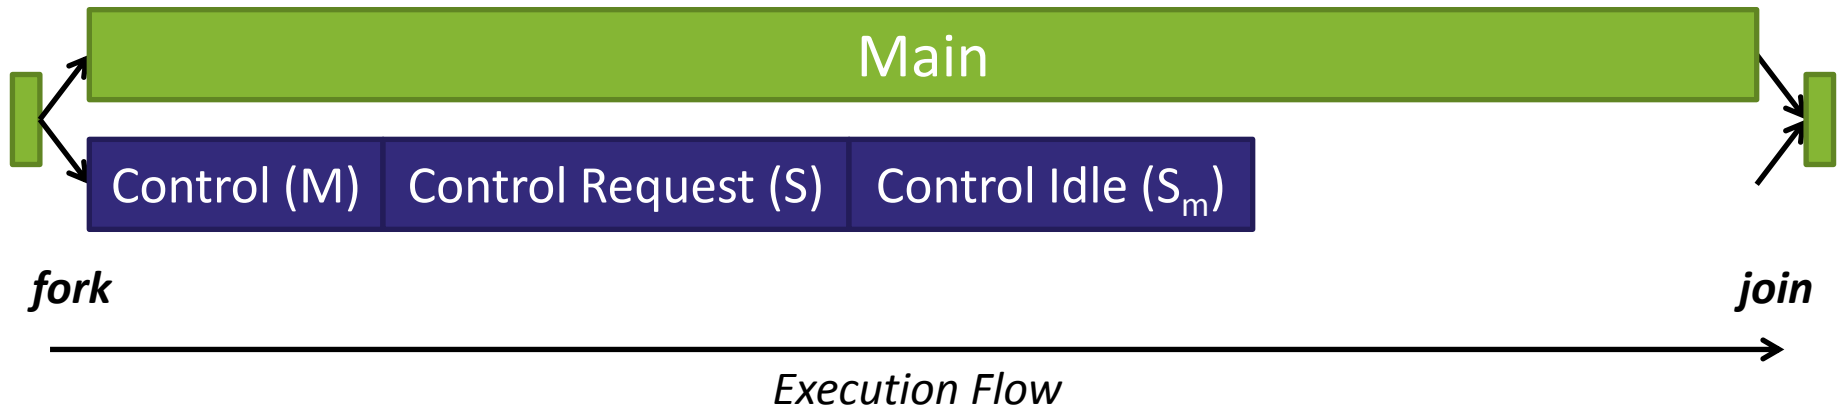 Main
Control (M) Control Request (S) Control Idle (Sₘ)
fork join
Execution Flow